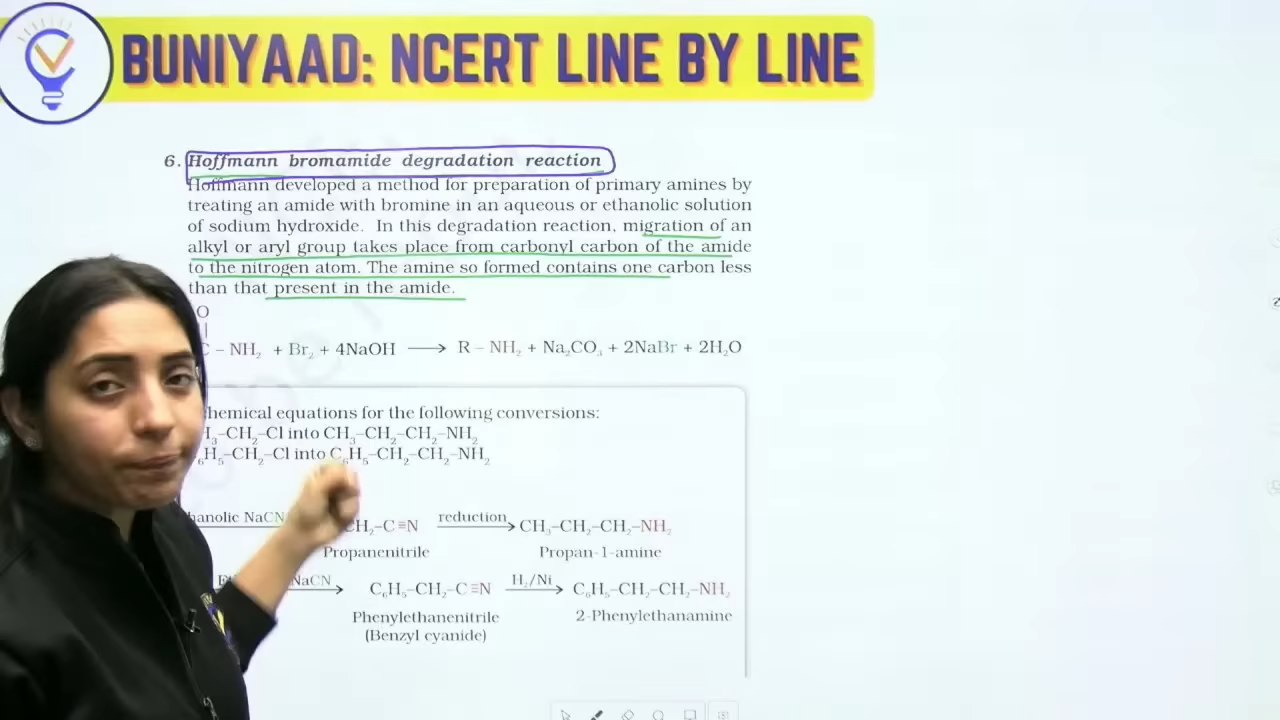 BUNIYAAD: NCERT LINE BY LINE
6. Hoffmann bromamide degradation reaction
Hoffmann developed a method for preparation of primary amines by
treating an amide with bromine in an aqueous or ethanolic solution
of sodium hydroxide. In this degradation reaction, migration of an
alkyl or aryl group takes place from carbonyl carbon of the amide
to the nitrogen atom. The amine so formed contains one carbon less
than that present in the amide.
O
||
C – NH₂ + Br₂ + 4NaOH ⟶ R – NH₂ + Na₂CO₃ + 2NaBr + 2H₂O
chemical equations for the following conversions:
H₃–CH₂–Cl into CH₃–CH₂–CH₂–NH₂
₆H₅–CH₂–Cl into C₆H₅–CH₂–CH₂–NH₂
NaCN CH₂–C≡N reduction⟶ CH₃–CH₂–CH₂–NH₂
Propanenitrile Propan-1-amine
NaCN ⟶ C₆H₅–CH₂–C≡N H₂/Ni⟶ C₆H₅–CH₂–CH₂–NH₂
Phenylethanenitrile 2-Phenylethanamine
(Benzyl cyanide)